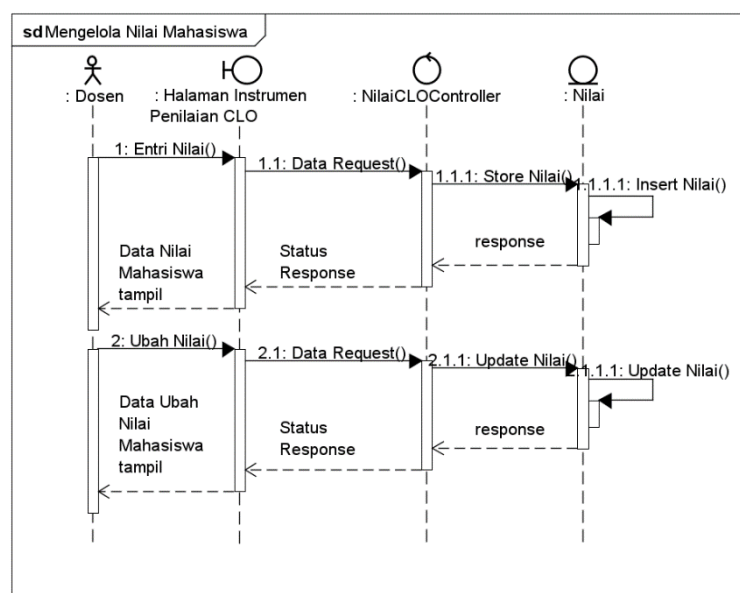 sd Mengelola Nilai Mahasiswa
: Dosen
: Halaman Instrumen
Penilaian CLO
: NilaiCLOController
: Nilai
1: Entri Nilai()
1.1: Data Request()
1.1.1: Store Nilai()
1.1.1.1: Insert Nilai()
Data Nilai
Mahasiswa
tampil
Status
Response
response
2: Ubah Nilai()
2.1: Data Request()
2.1.1: Update Nilai()
2.1.1.1: Update Nilai()
Data Ubah
Nilai
Mahasiswa
tampil
Status
Response
response